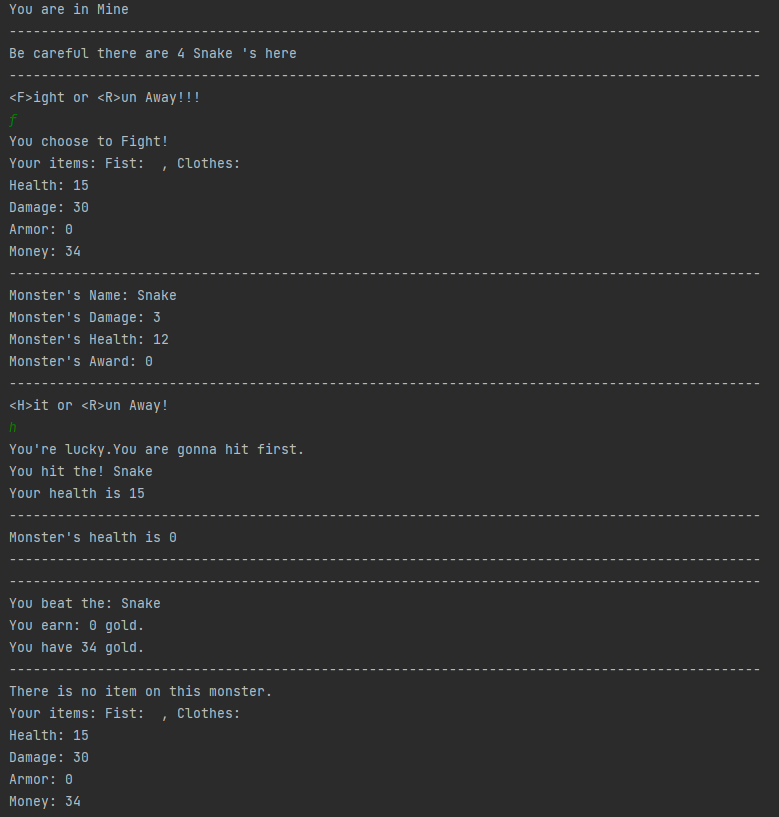 You are in Mine
----------------------------------------------------------------------------------------------
Be careful there are 4 Snake 's here
----------------------------------------------------------------------------------------------
<F>ight or <R>un Away!!!
f
You choose to Fight!
Your items: Fist:  , Clothes:
Health: 15
Damage: 30
Armor: 0
Money: 34
----------------------------------------------------------------------------------------------
Monster's Name: Snake
Monster's Damage: 3
Monster's Health: 12
Monster's Award: 0
----------------------------------------------------------------------------------------------
<H>it or <R>un Away!
h
You're lucky.You are gonna hit first.
You hit the! Snake
Your health is 15
----------------------------------------------------------------------------------------------
Monster's health is 0
----------------------------------------------------------------------------------------------
----------------------------------------------------------------------------------------------
You beat the: Snake
You earn: 0 gold.
You have 34 gold.
----------------------------------------------------------------------------------------------
There is no item on this monster.
Your items: Fist:  , Clothes:
Health: 15
Damage: 30
Armor: 0
Money: 34